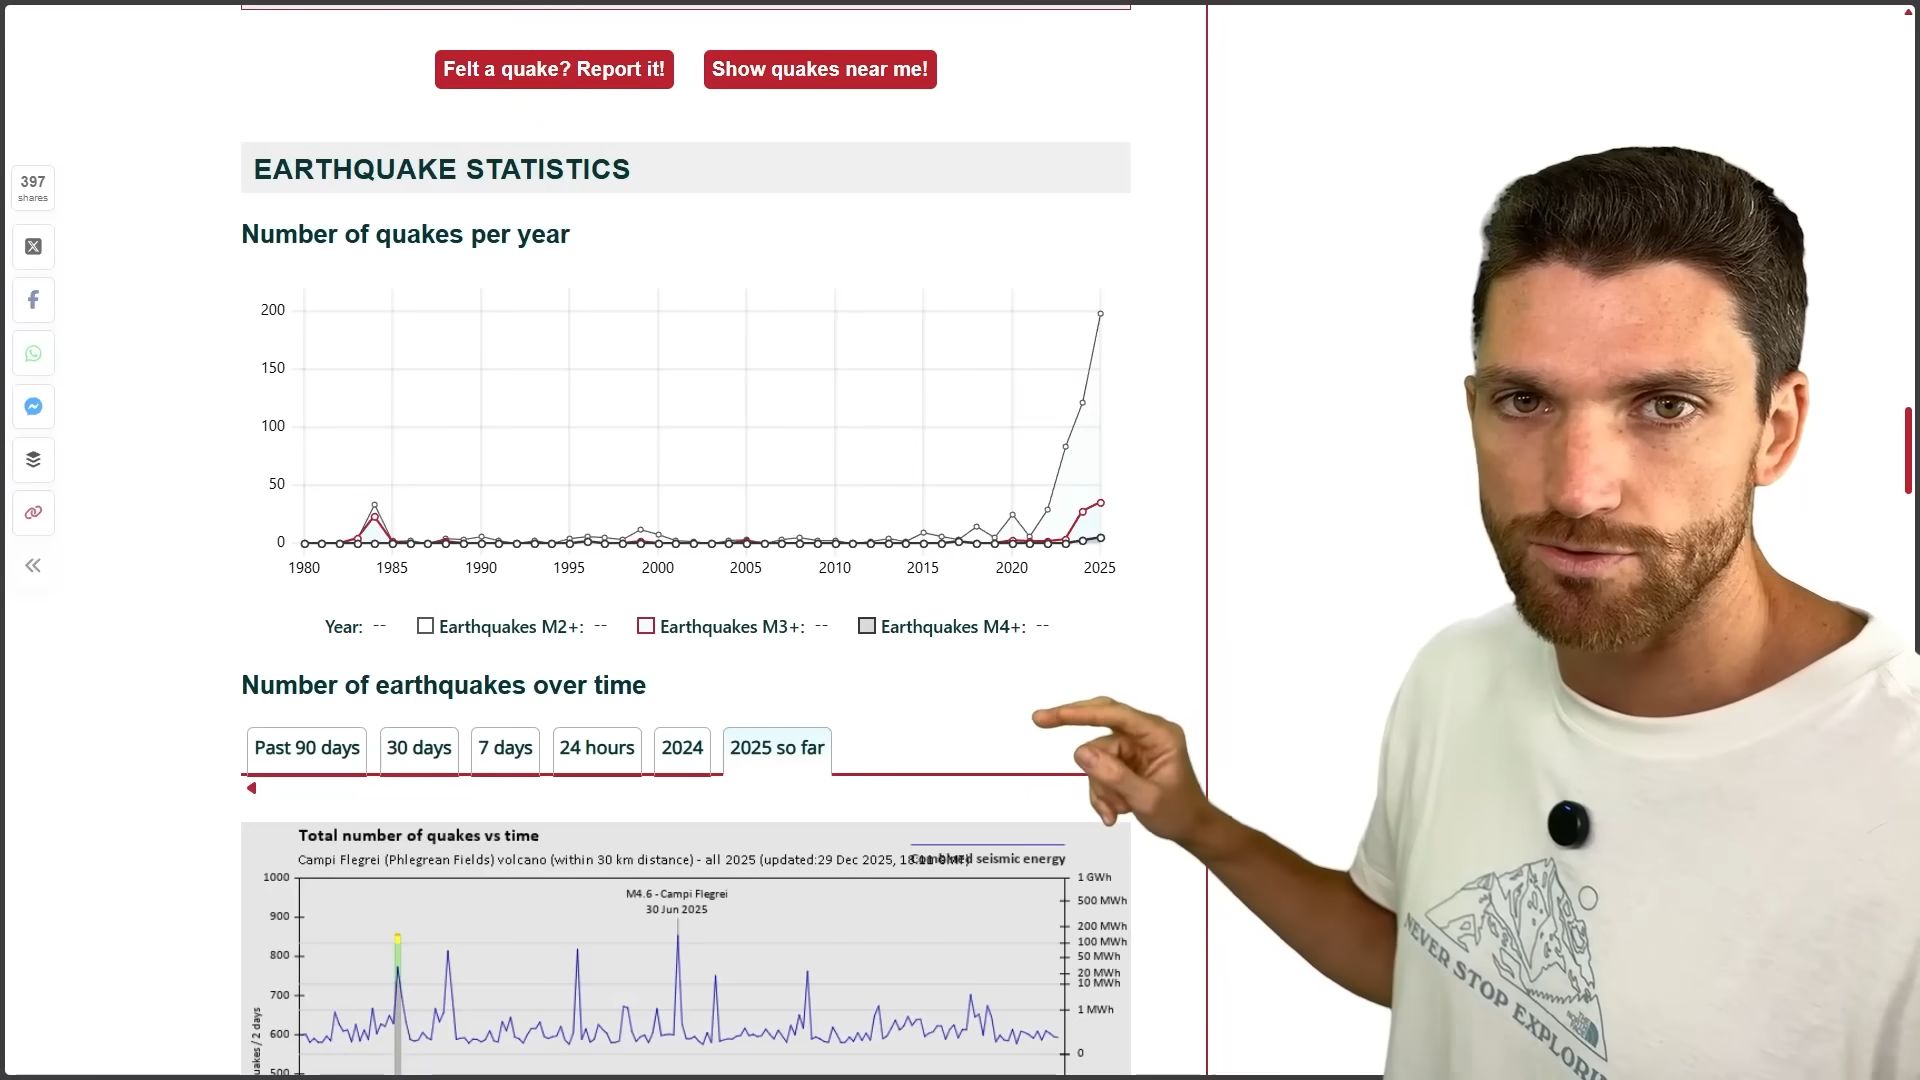 Felt a quake? Report it!
Show quakes near me!
EARTHQUAKE STATISTICS
397
shares
Number of quakes per year
200
150
100
50
0
1980 1985 1990 1995 2000 2005 2010 2015 2020 2025
Year: -- Earthquakes M2+: -- Earthquakes M3+: -- Earthquakes M4+: --
Number of earthquakes over time
Past 90 days 30 days 7 days 24 hours 2024 2025 so far
Total number of quakes vs time
Campi Flegrei (Phlegrean Fields) volcano (within 30 km distance) - all 2025 (updated:29 Dec 2025,
Combined seismic energy
M4.6 - Campi Flegrei
30 Jun 2025
1000
900
800
700
600
500
1 GWh
500 MWh
200 MWh
100 MWh
50 MWh
20 MWh
10 MWh
1 MWh
0
/ 2 days
NEVER STOP EXPLORI
THE
NORTH
FACE